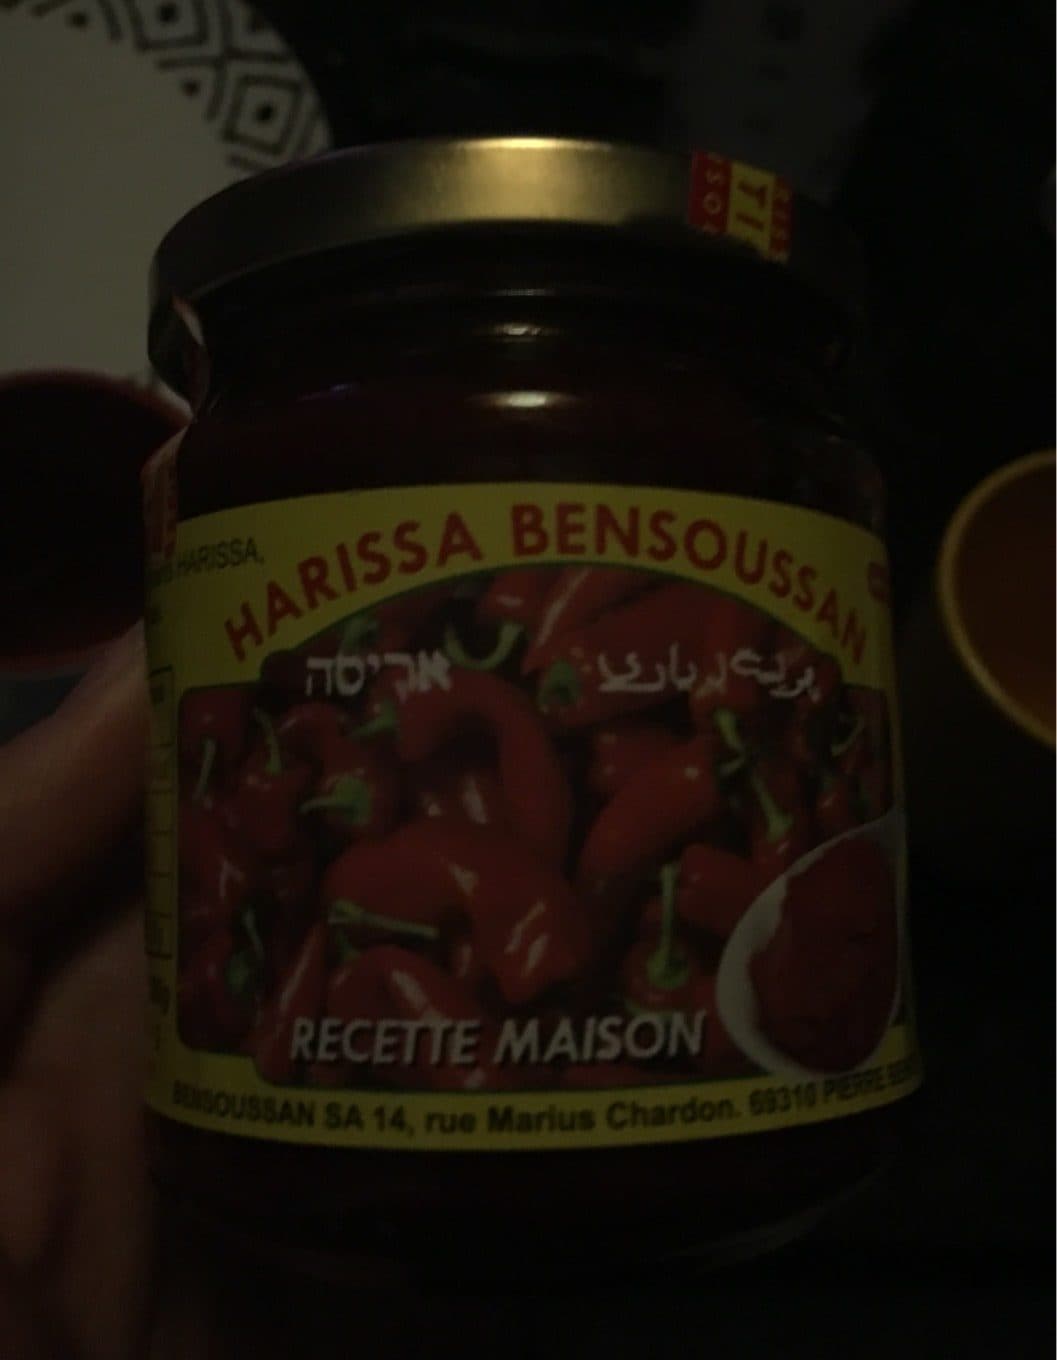 HARISSA,
HARISSA BENSOUSSAN
אריסה
RECETTE MAISON
BENSOUSSAN SA 14, rue Marius Chardon. 69310 PIERRE